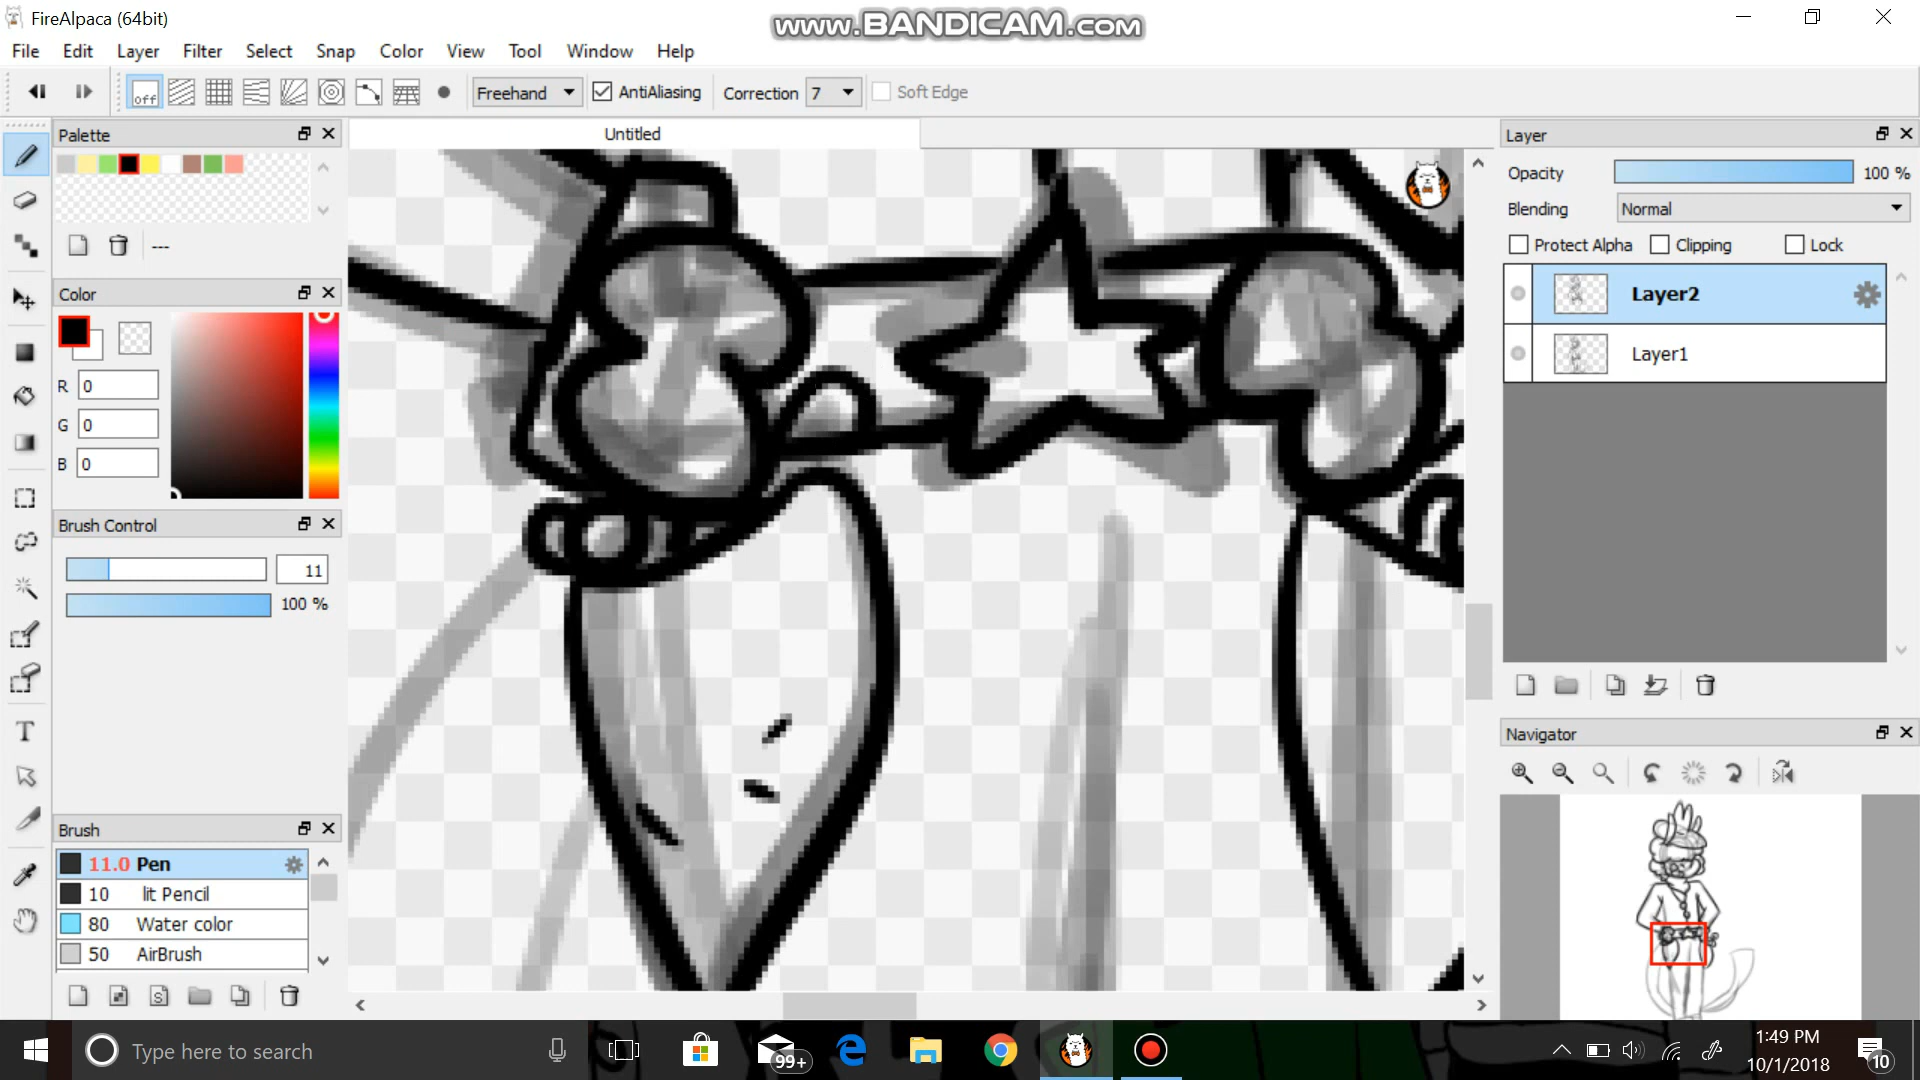 FireAlpaca (64bit)
www.BANDICAM.com
File Edit Layer Filter Select Snap Color View Tool Window Help
off Freehand AntiAliasing Correction 7 Soft Edge
Palette
Untitled
Layer
Opacity 100 %
Blending Normal
Protect Alpha Clipping Lock
---
Color
Layer2
Layer1
R 0
G 0
B 0
Brush Control
11
100 %
Navigator
Brush
11.0 Pen
10 lit Pencil
80 Water color
50 AirBrush
S
T
Type here to search
99+
1:49 PM
10/1/2018
10